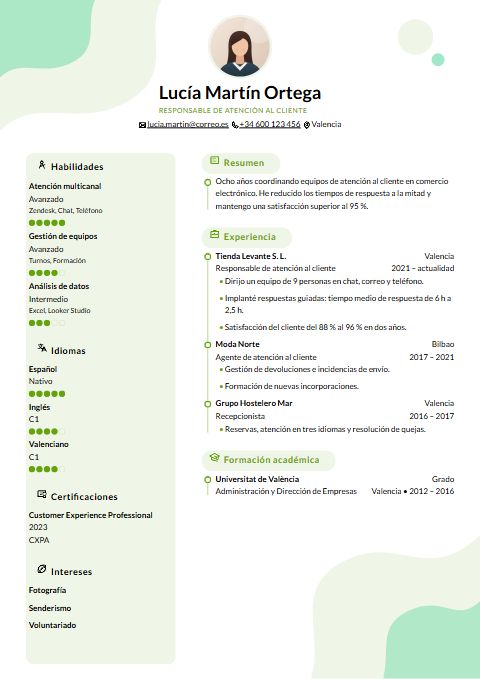 Lucía Martín Ortega
RESPONSABLE DE ATENCIÓN AL CLIENTE
lucia.martin@correo.es +34 600 123 456 Valencia
Habilidades
Atención multicanal
Avanzado
Zendesk, Chat, Teléfono
Gestión de equipos
Avanzado
Turnos, Formación
Análisis de datos
Intermedio
Excel, Looker Studio
Idiomas
Español
Nativo
Inglés
C1
Valenciano
C1
Certificaciones
Customer Experience Professional
2023
CXPA
Intereses
Fotografía
Senderismo
Voluntariado
Resumen
Ocho años coordinando equipos de atención al cliente en comercio
electrónico. He reducido los tiempos de respuesta a la mitad y
mantengo una satisfacción superior al 95 %.
Experiencia
Tienda Levante S. L. Valencia
Responsable de atención al cliente 2021 – actualidad
• Dirijo un equipo de 9 personas en chat, correo y teléfono.
• Implanté respuestas guiadas: tiempo medio de respuesta de 6 h a
2,5 h.
• Satisfacción del cliente del 88 % al 96 % en dos años.
Moda Norte Bilbao
Agente de atención al cliente 2017 – 2021
• Gestión de devoluciones e incidencias de envío.
• Formación de nuevas incorporaciones.
Grupo Hostelero Mar Valencia
Recepcionista 2016 – 2017
• Reservas, atención en tres idiomas y resolución de quejas.
Formación académica
Universitat de València Grado
Administración y Dirección de Empresas Valencia • 2012 – 2016